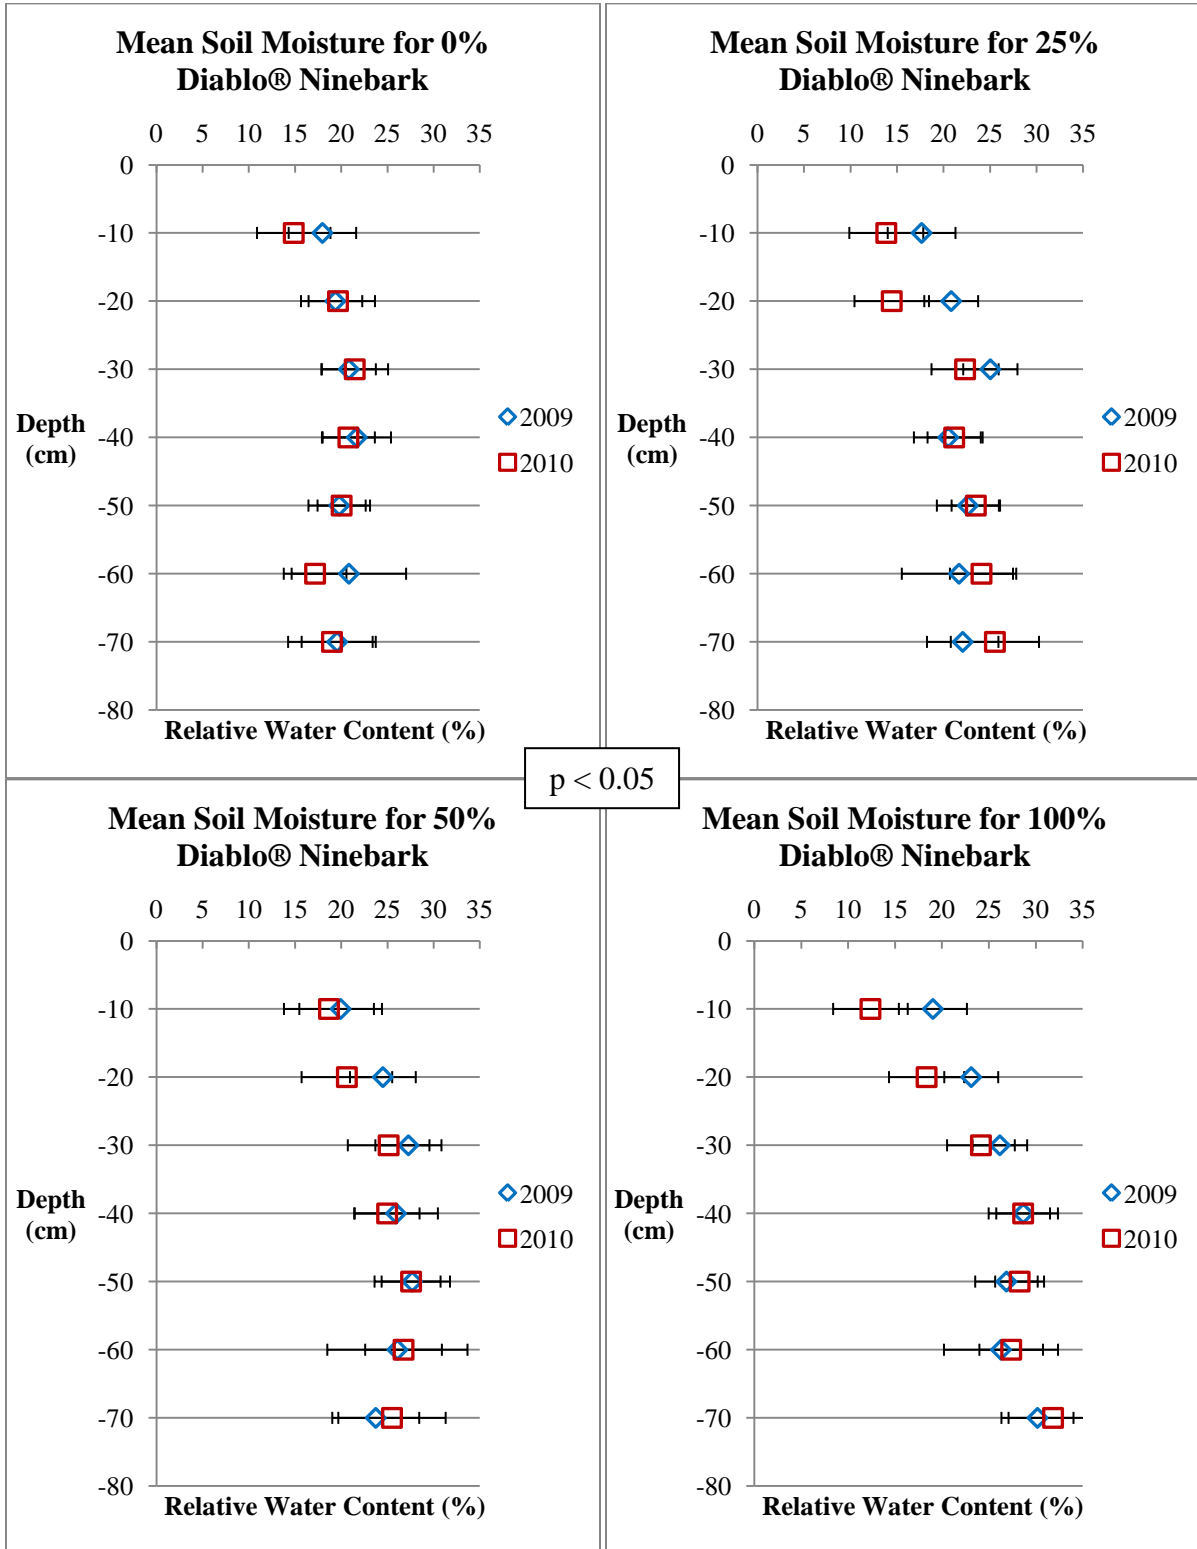 Mean Soil Moisture for 0%
Diablo® Ninebark
0 5 10 15 20 25 30 35
0
-10
-20
-30
-40
-50
-60
-70
-80
Depth
(cm)
2009
2010
Relative Water Content (%)
Mean Soil Moisture for 25%
Diablo® Ninebark
0 5 10 15 20 25 30 35
0
-10
-20
-30
-40
-50
-60
-70
-80
Depth
(cm)
2009
2010
Relative Water Content (%)
p < 0.05
Mean Soil Moisture for 50%
Diablo® Ninebark
0 5 10 15 20 25 30 35
0
-10
-20
-30
-40
-50
-60
-70
-80
Depth
(cm)
2009
2010
Relative Water Content (%)
Mean Soil Moisture for 100%
Diablo® Ninebark
0 5 10 15 20 25 30 35
0
-10
-20
-30
-40
-50
-60
-70
-80
Depth
(cm)
2009
2010
Relative Water Content (%)